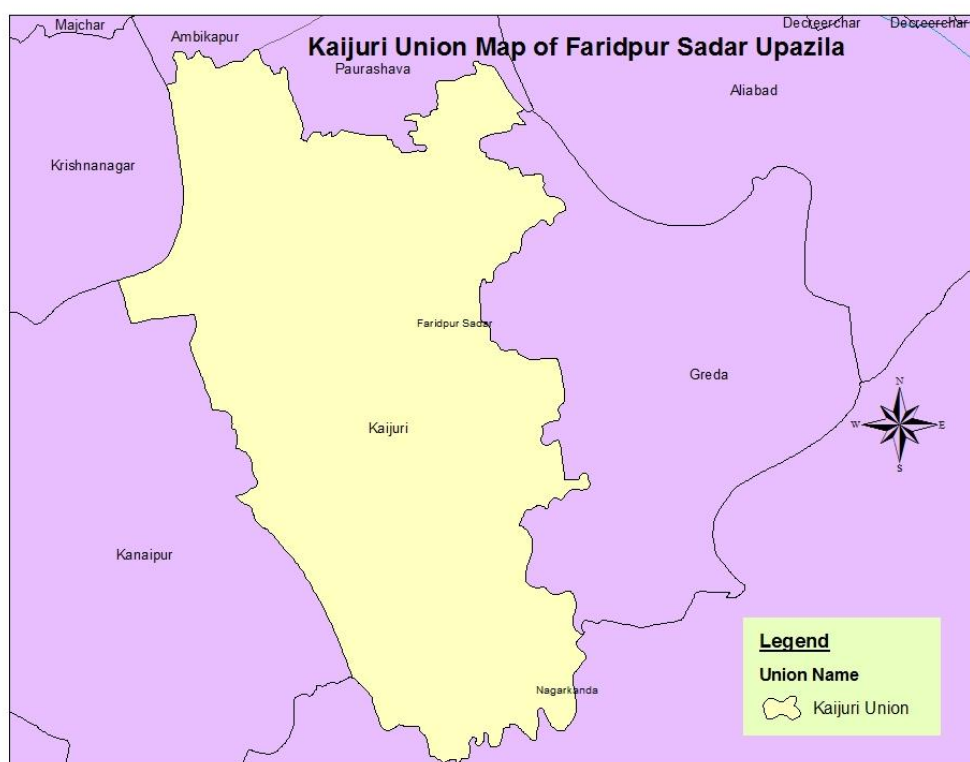 Majchar
Ambikapur
Decreerchar
Decreerchar
Kaijuri Union Map of Faridpur Sadar Upazila
Paurashava
Aliabad
Krishnanagar
Faridpur Sadar
Greda
N
W
E
S
Kaijuri
Kanaipur
Legend
Union Name
Nagarkanda
Kaijuri Union